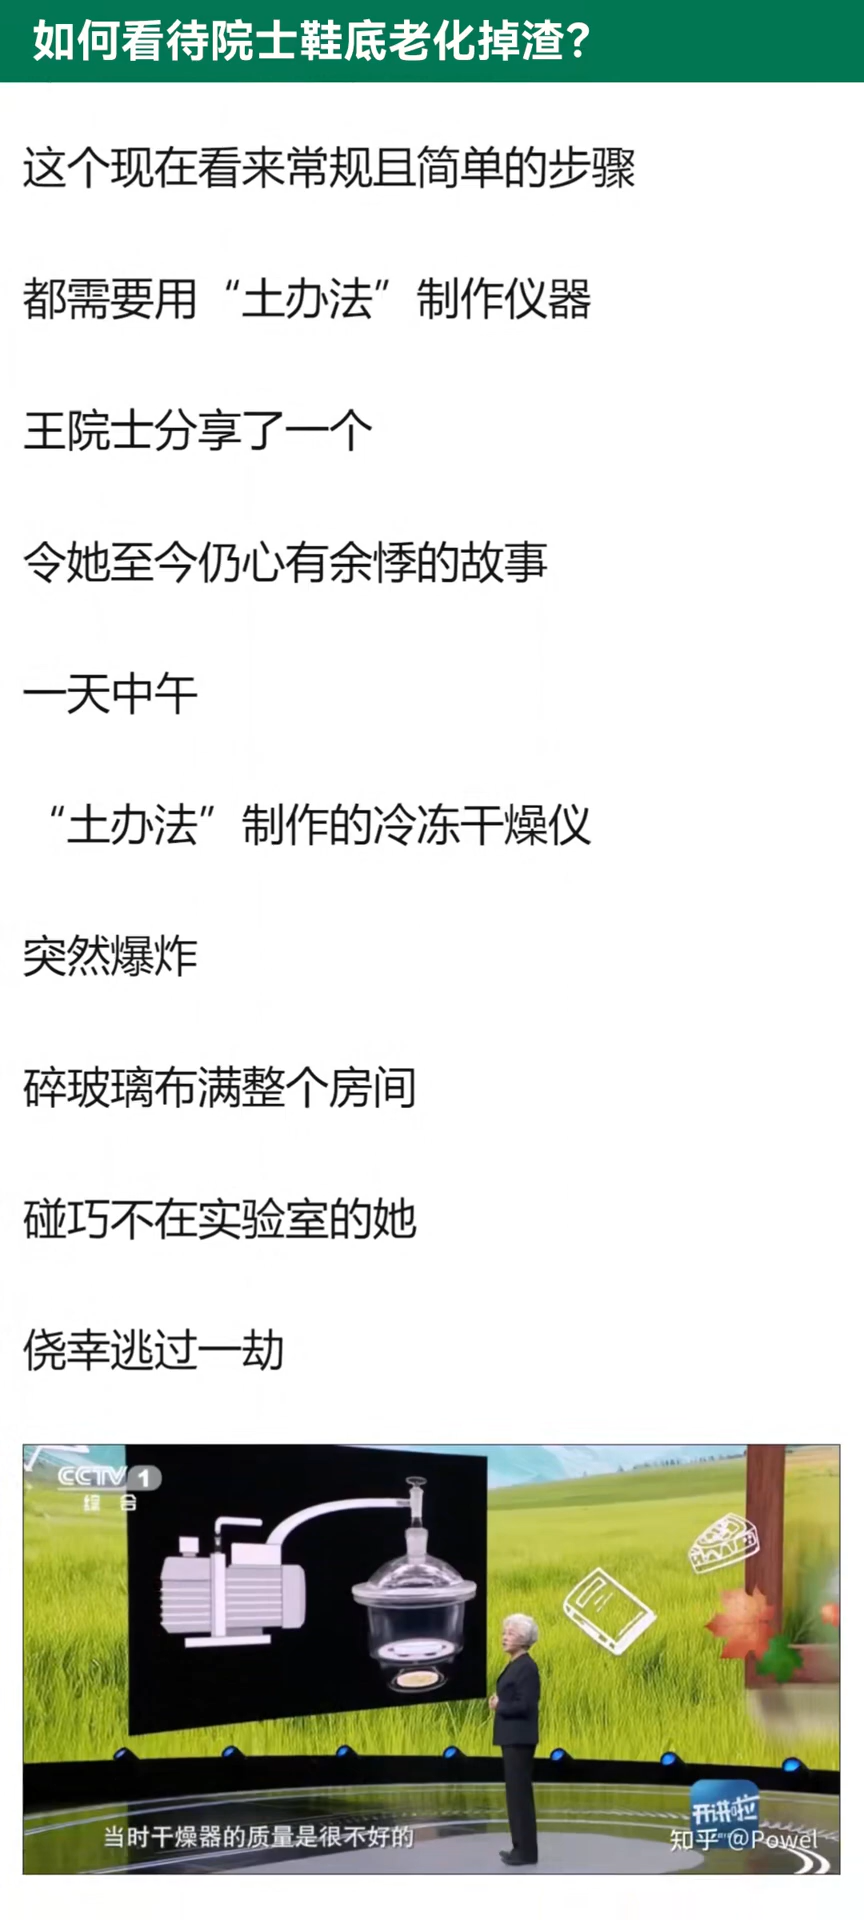 如何看待院士鞋底老化掉渣？
这个现在看来常规且简单的步骤
都需要用“土办法”制作仪器
王院士分享了一个
令她至今仍心有余悸的故事
一天中午
“土办法”制作的冷冻干燥仪
突然爆炸
碎玻璃布满整个房间
碰巧不在实验室的她
侥幸逃过一劫
CCTV 1
综合
开讲啦
当时干燥器的质量是很不好的
知乎 @Powel